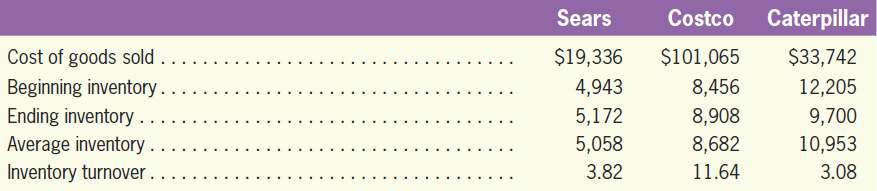 Sears Costco Caterpillar
Cost of goods sold . . . . . . . . . . . . . . . . . . . . . . . . . . . . . . . . . . $19,336 $101,065 $33,742
Beginning inventory . . . . . . . . . . . . . . . . . . . . . . . . . . . . . . . . . . 4,943 8,456 12,205
Ending inventory . . . . . . . . . . . . . . . . . . . . . . . . . . . . . . . . . . . . 5,172 8,908 9,700
Average inventory . . . . . . . . . . . . . . . . . . . . . . . . . . . . . . . . . . . 5,058 8,682 10,953
Inventory turnover . . . . . . . . . . . . . . . . . . . . . . . . . . . . . . . . . . . 3.82 11.64 3.08